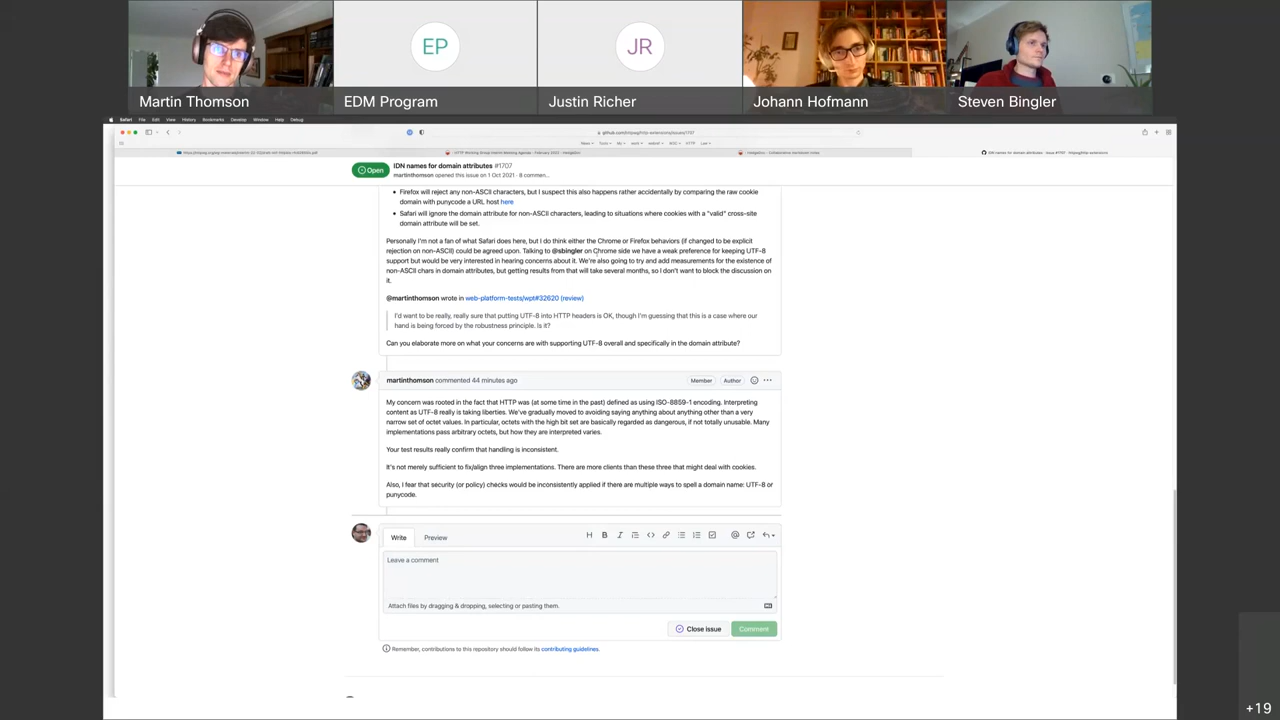 EP
JR
Martin Thomson
EDM Program
Justin Richer
Johann Hofmann
Steven Bingler
Safari File Edit View History Bookmarks Develop Window Help Debug
github.com/httpwg/http-extensions/issues/1707
Open
IDN names for domain attributes #1707
martinthomson opened this issue on 1 Oct 2021 · 8 commen...
Firefox will reject any non-ASCII characters, but I suspect this also happens rather accidentally by comparing the raw cookie
domain with punycode a URL host here
Safari will ignore the domain attribute for non-ASCII characters, leading to situations where cookies with a "valid" cross-site
domain attribute will be set.
Personally I'm not a fan of what Safari does here, but I do think either the Chrome or Firefox behaviors (if changed to be explicit
rejection on non-ASCII) could be agreed upon. Talking to @sbingler on Chrome side we have a weak preference for keeping UTF-8
support but would be very interested in hearing concerns about it. We're also going to try and add measurements for the existence of
non-ASCII chars in domain attributes, but getting results from that will take several months, so I don't want to block the discussion on
it.
@martinthomson wrote in web-platform-tests/wpt#32620 (review)
I'd want to be really, really sure that putting UTF-8 into HTTP headers is OK, though I'm guessing that this is a case where our
hand is being forced by the robustness principle. Is it?
Can you elaborate more on what your concerns are with supporting UTF-8 overall and specifically in the domain attribute?
martinthomson commented 44 minutes ago
Member
Author
My concern was rooted in the fact that HTTP was (at some time in the past) defined as using ISO-8859-1 encoding. Interpreting
content as UTF-8 really is taking liberties. We've gradually moved to avoiding saying anything about anything other than a very
narrow set of octet values. In particular, octets with the high bit set are basically regarded as dangerous, if not totally unusable. Many
implementations pass arbitrary octets, but how they are interpreted varies.
Your test results really confirm that handling is inconsistent.
It's not merely sufficient to fix/align three implementations. There are more clients than these three that might deal with cookies.
Also, I fear that security (or policy) checks would be inconsistently applied if there are multiple ways to spell a domain name: UTF-8 or
punycode.
Write
Preview
Leave a comment
Attach files by dragging & dropping, selecting or pasting them.
Close issue
Comment
Remember, contributions to this repository should follow its contributing guidelines.
+19